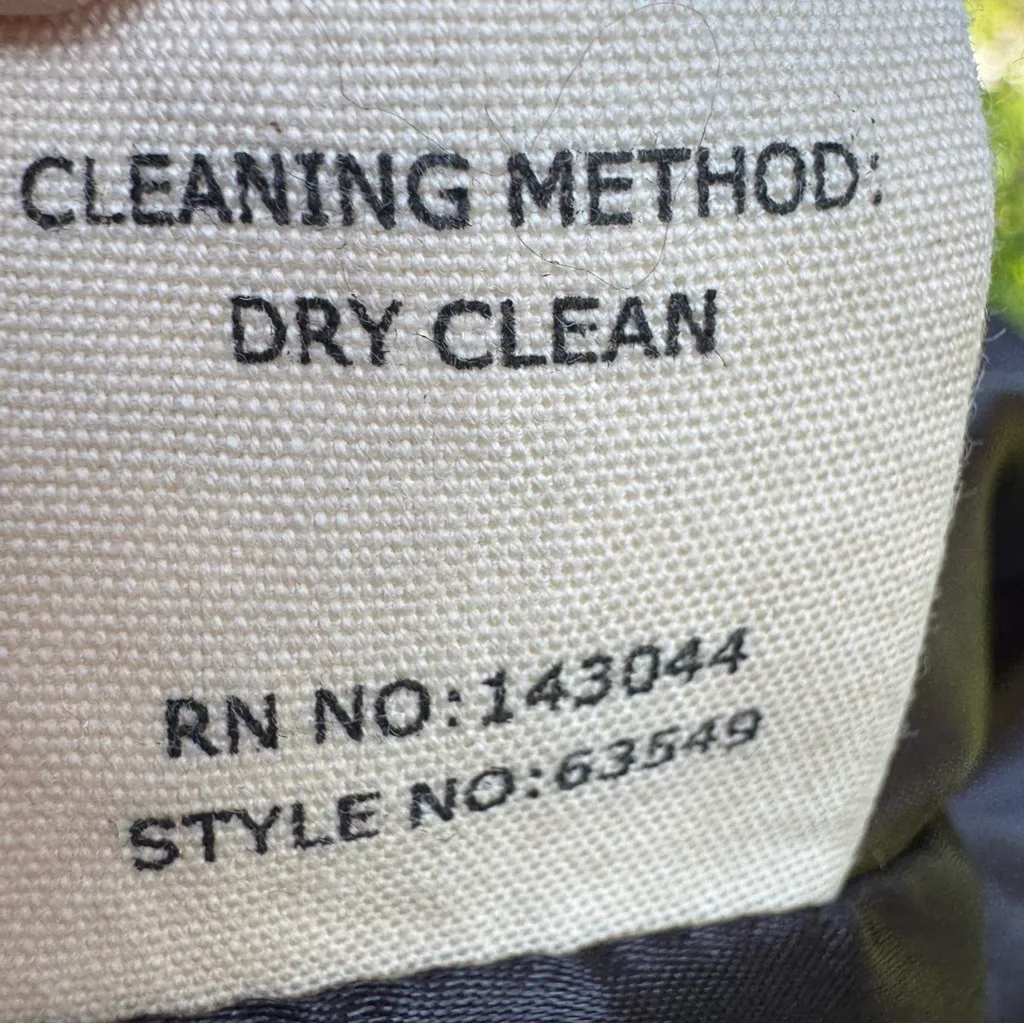 CLEANING METHOD:
DRY CLEAN
RN NO:143044
STYLE NO:63549